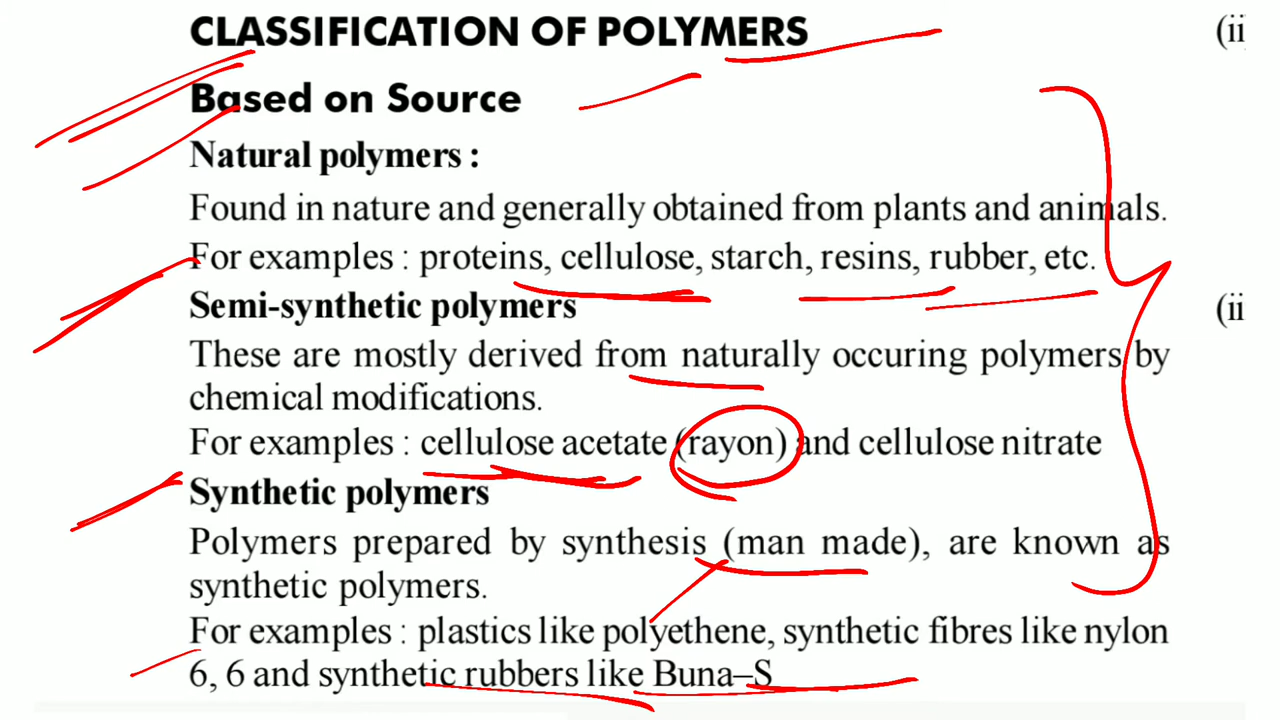 CLASSIFICATION OF POLYMERS
(ii
Based on Source
Natural polymers :
Found in nature and generally obtained from plants and animals.
For examples : proteins, cellulose, starch, resins, rubber, etc.
Semi-synthetic polymers
(ii
These are mostly derived from naturally occuring polymers by
chemical modifications.
For examples : cellulose acetate (rayon) and cellulose nitrate
Synthetic polymers
Polymers prepared by synthesis (man made), are known as
synthetic polymers.
For examples : plastics like polyethene, synthetic fibres like nylon
6, 6 and synthetic rubbers like Buna–S